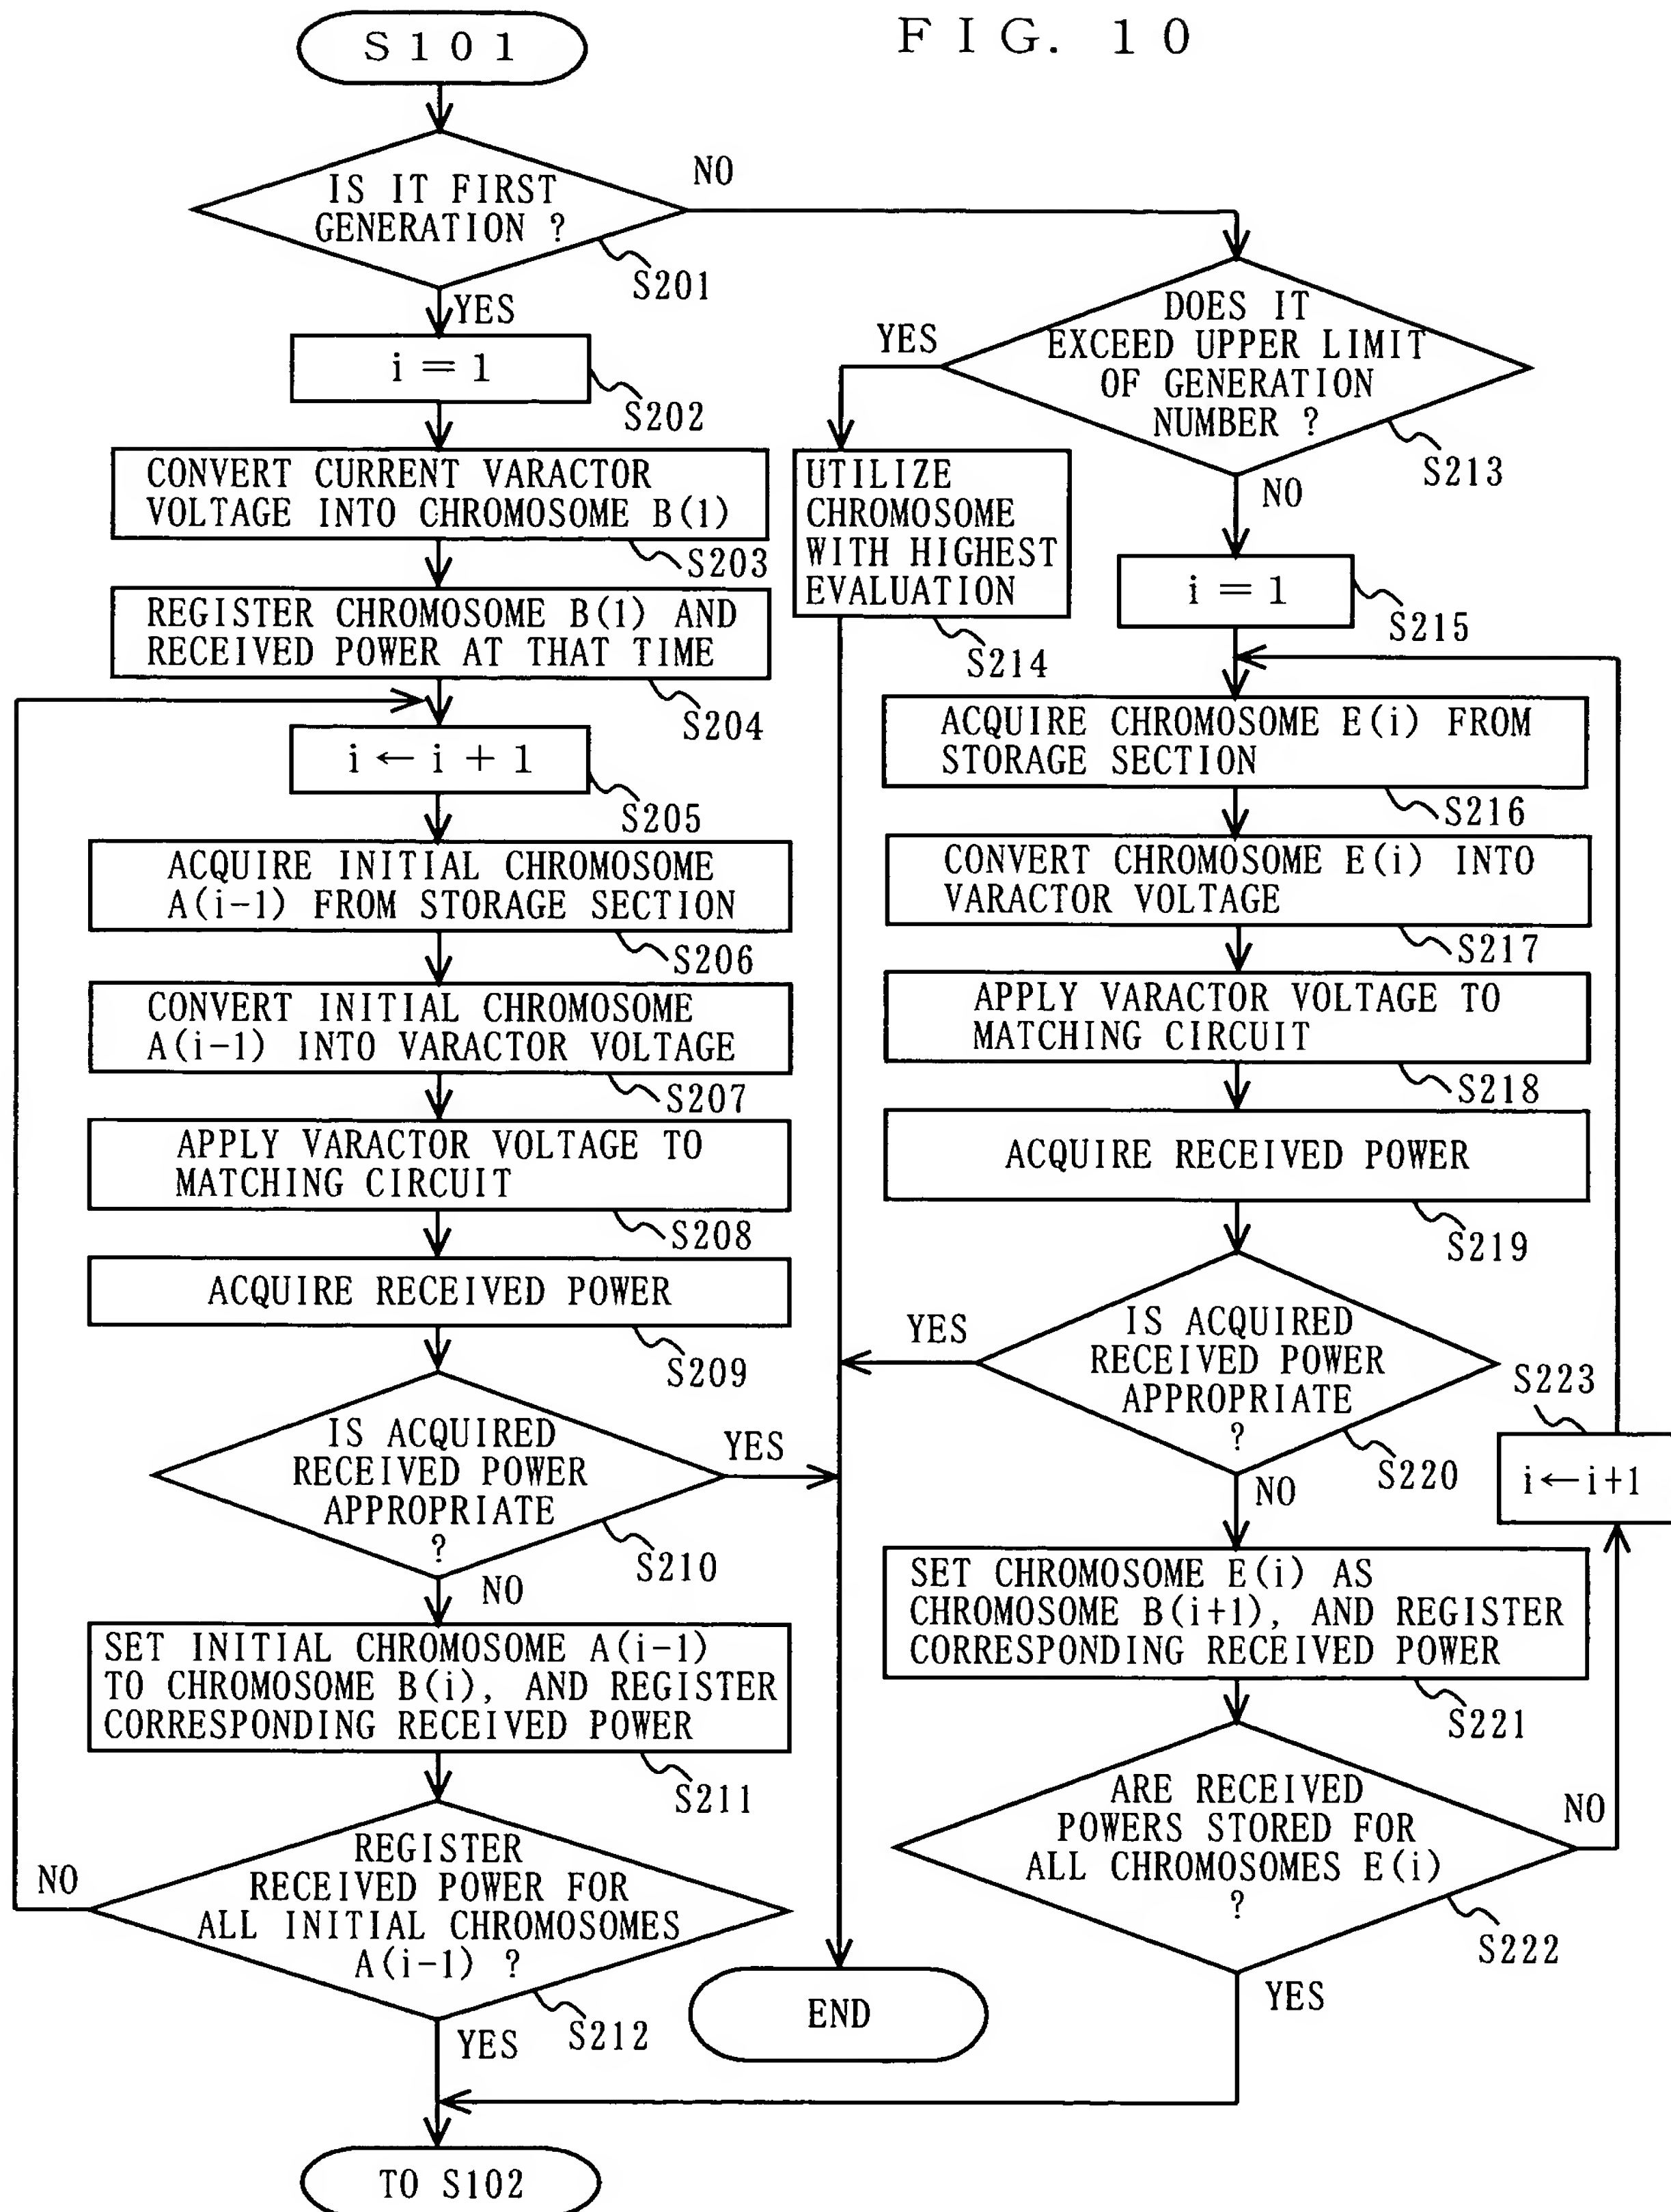 FIG. 10
S101
IS IT FIRST
GENERATION ?
NO
S201
YES
i = 1
S202
CONVERT CURRENT VARACTOR
VOLTAGE INTO CHROMOSOME B(1)
S203
REGISTER CHROMOSOME B(1) AND
RECEIVED POWER AT THAT TIME
S204
i ← i + 1
S205
ACQUIRE INITIAL CHROMOSOME
A(i-1) FROM STORAGE SECTION
S206
CONVERT INITIAL CHROMOSOME
A(i-1) INTO VARACTOR VOLTAGE
S207
APPLY VARACTOR VOLTAGE TO
MATCHING CIRCUIT
S208
ACQUIRE RECEIVED POWER
S209
IS ACQUIRED
RECEIVED POWER
APPROPRIATE
?
YES
S210
NO
SET INITIAL CHROMOSOME A(i-1)
TO CHROMOSOME B(i), AND REGISTER
CORRESPONDING RECEIVED POWER
S211
REGISTER
RECEIVED POWER FOR
ALL INITIAL CHROMOSOMES
A(i-1) ?
NO
S212
YES
TO S102
DOES IT
EXCEED UPPER LIMIT
OF GENERATION
NUMBER ?
YES
S213
NO
UTILIZE
CHROMOSOME
WITH HIGHEST
EVALUATION
S214
i = 1
S215
ACQUIRE CHROMOSOME E(i) FROM
STORAGE SECTION
S216
CONVERT CHROMOSOME E(i) INTO
VARACTOR VOLTAGE
S217
APPLY VARACTOR VOLTAGE TO
MATCHING CIRCUIT
S218
ACQUIRE RECEIVED POWER
S219
IS ACQUIRED
RECEIVED POWER
APPROPRIATE
?
YES
S220
NO
S223
i←i+1
SET CHROMOSOME E(i) AS
CHROMOSOME B(i+1), AND REGISTER
CORRESPONDING RECEIVED POWER
S221
ARE RECEIVED
POWERS STORED FOR
ALL CHROMOSOMES E(i)
?
NO
S222
YES
END